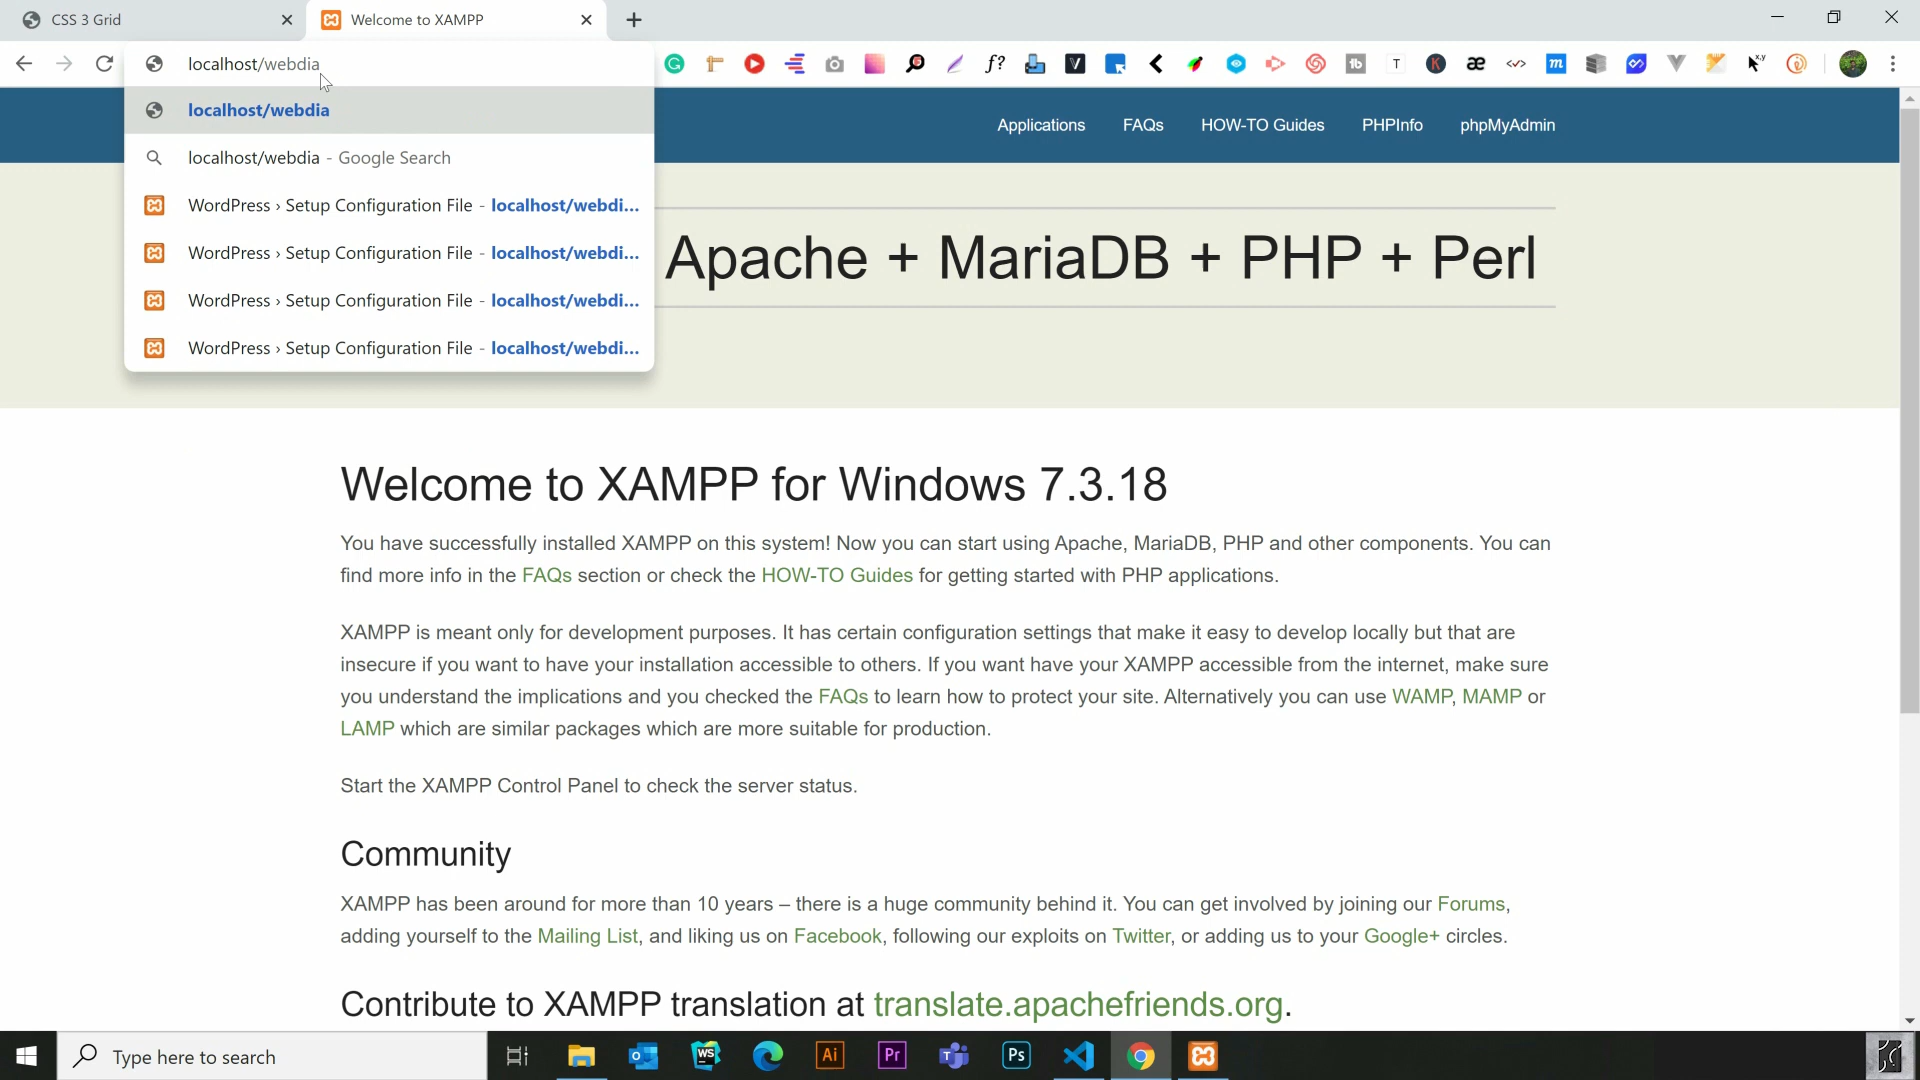 CSS 3 Grid
Welcome to XAMPP
localhost/webdia
localhost/webdia
localhost/webdia - Google Search
WordPress › Setup Configuration File - localhost/webdi...
WordPress › Setup Configuration File - localhost/webdi...
WordPress › Setup Configuration File - localhost/webdi...
WordPress › Setup Configuration File - localhost/webdi...
Applications FAQs HOW-TO Guides PHPInfo phpMyAdmin
Apache + MariaDB + PHP + Perl
Welcome to XAMPP for Windows 7.3.18
You have successfully installed XAMPP on this system! Now you can start using Apache, MariaDB, PHP and other components. You can
find more info in the FAQs section or check the HOW-TO Guides for getting started with PHP applications.
XAMPP is meant only for development purposes. It has certain configuration settings that make it easy to develop locally but that are
insecure if you want to have your installation accessible to others. If you want have your XAMPP accessible from the internet, make sure
you understand the implications and you checked the FAQs to learn how to protect your site. Alternatively you can use WAMP, MAMP or
LAMP which are similar packages which are more suitable for production.
Start the XAMPP Control Panel to check the server status.
Community
XAMPP has been around for more than 10 years – there is a huge community behind it. You can get involved by joining our Forums,
adding yourself to the Mailing List, and liking us on Facebook, following our exploits on Twitter, or adding us to your Google+ circles.
Contribute to XAMPP translation at translate.apachefriends.org.
Type here to search